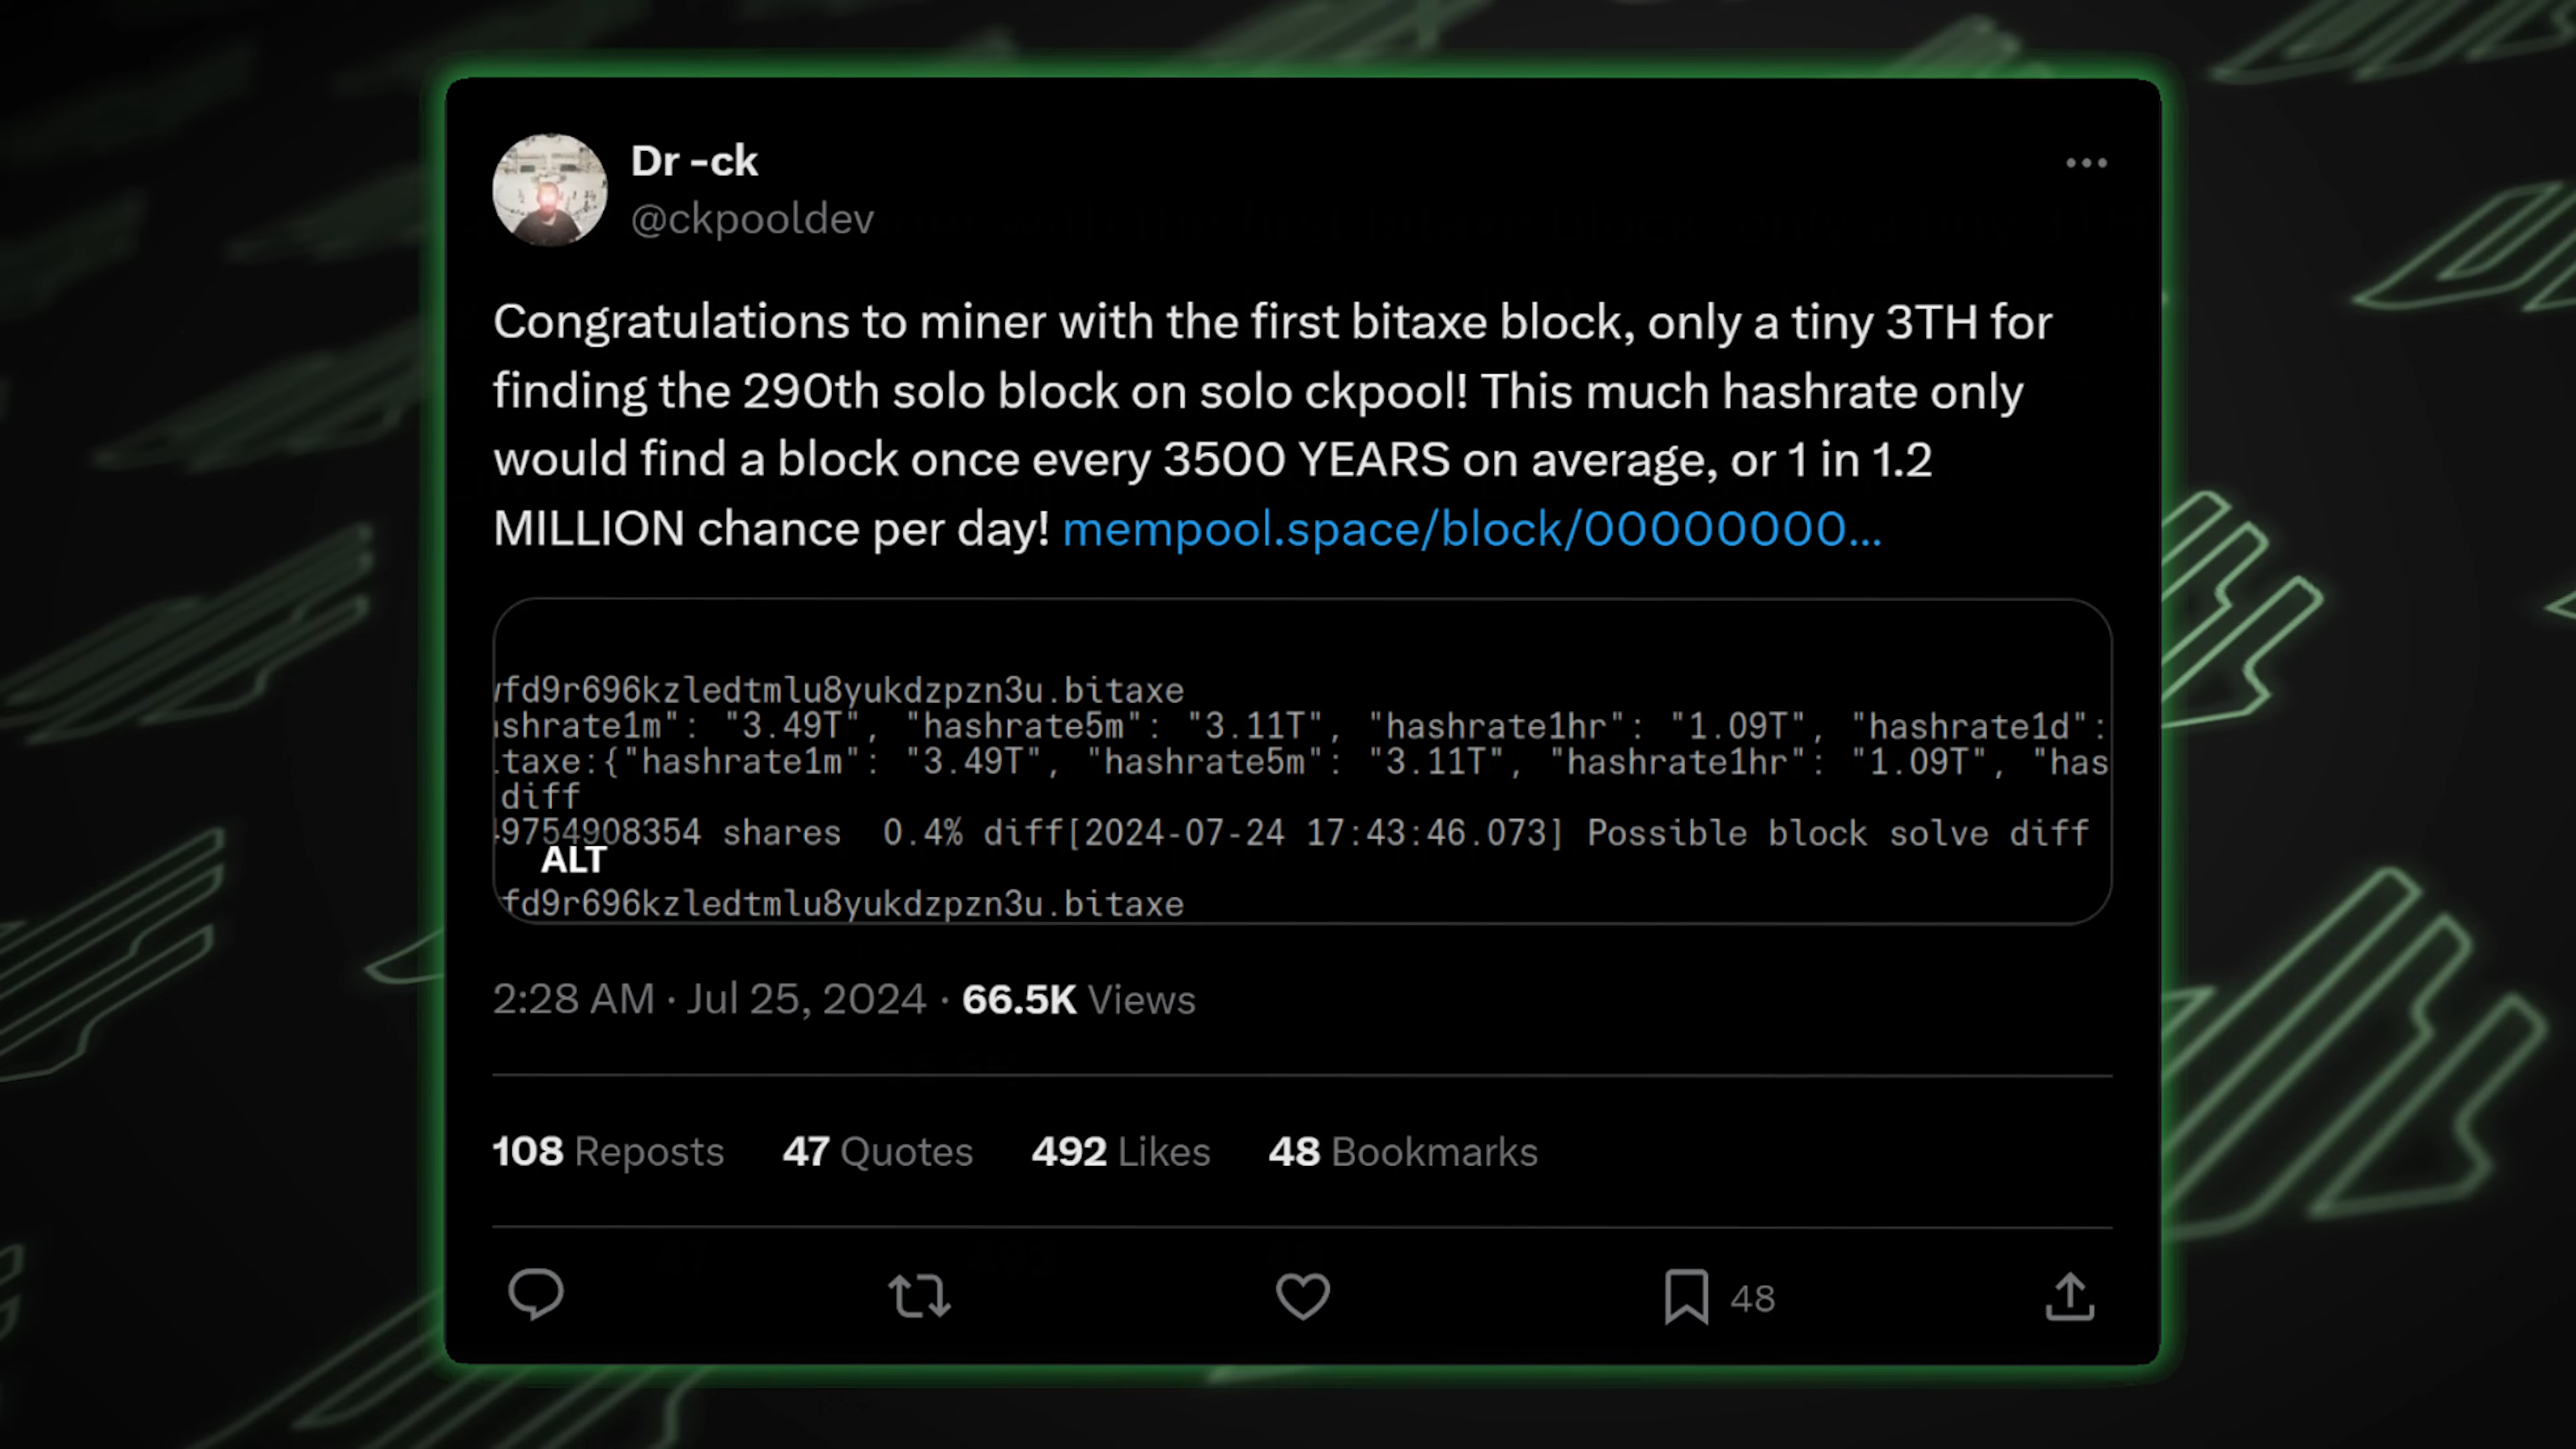 Dr -ck
@ckpooldev
Congratulations to miner with the first bitaxe block, only a tiny 3TH for
finding the 290th solo block on solo ckpool! This much hashrate only
would find a block once every 3500 YEARS on average, or 1 in 1.2
MILLION chance per day! mempool.space/block/00000000...
fd9r696kzledtmlu8yukdzpzn3u.bitaxe
shrate1m": "3.49T", "hashrate5m": "3.11T", "hashrate1hr": "1.09T", "hashrate1d":
.taxe:{"hashrate1m": "3.49T", "hashrate5m": "3.11T", "hashrate1hr": "1.09T", "has
diff
9754908354 shares 0.4% diff[2024-07-24 17:43:46.073] Possible block solve diff
ALT
fd9r696kzledtmlu8yukdzpzn3u.bitaxe
2:28 AM · Jul 25, 2024 · 66.5K Views
108 Reposts 47 Quotes 492 Likes 48 Bookmarks
48